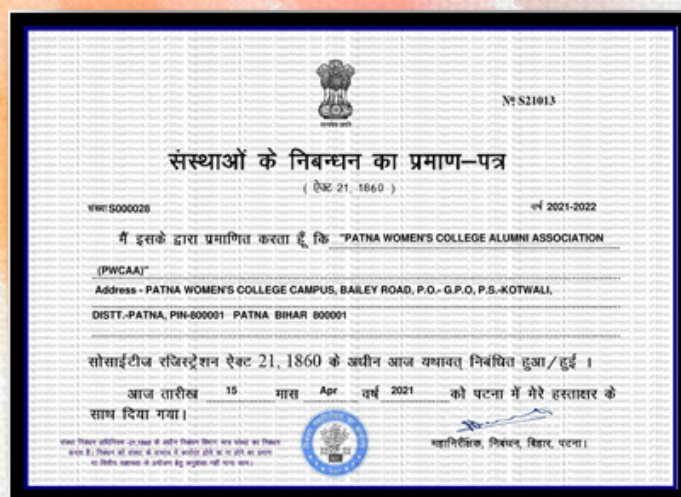 सत्यमेव जयते
Nº S21013
संस्थाओं के निबन्धन का प्रमाण–पत्र
( ऐक्ट 21, 1860 )
संख्या S000028 वर्ष 2021-2022
मैं इसके द्वारा प्रमाणित करता हूँ कि "PATNA WOMEN'S COLLEGE ALUMNI ASSOCIATION
(PWCAA)"
Address - PATNA WOMEN'S COLLEGE CAMPUS, BAILEY ROAD, P.O.- G.P.O, P.S.-KOTWALI,
DISTT.-PATNA, PIN-800001 PATNA BIHAR 800001
सोसाईटीज रजिस्ट्रेशन ऐक्ट 21, 1860 के अधीन आज यथावत् निबंधित हुआ/हुई ।
आज तारीख 15 मास Apr वर्ष 2021 को पटना में मेरे हस्ताक्षर के
साथ दिया गया।
महानिरीक्षक, निबंधन, बिहार, पटना।